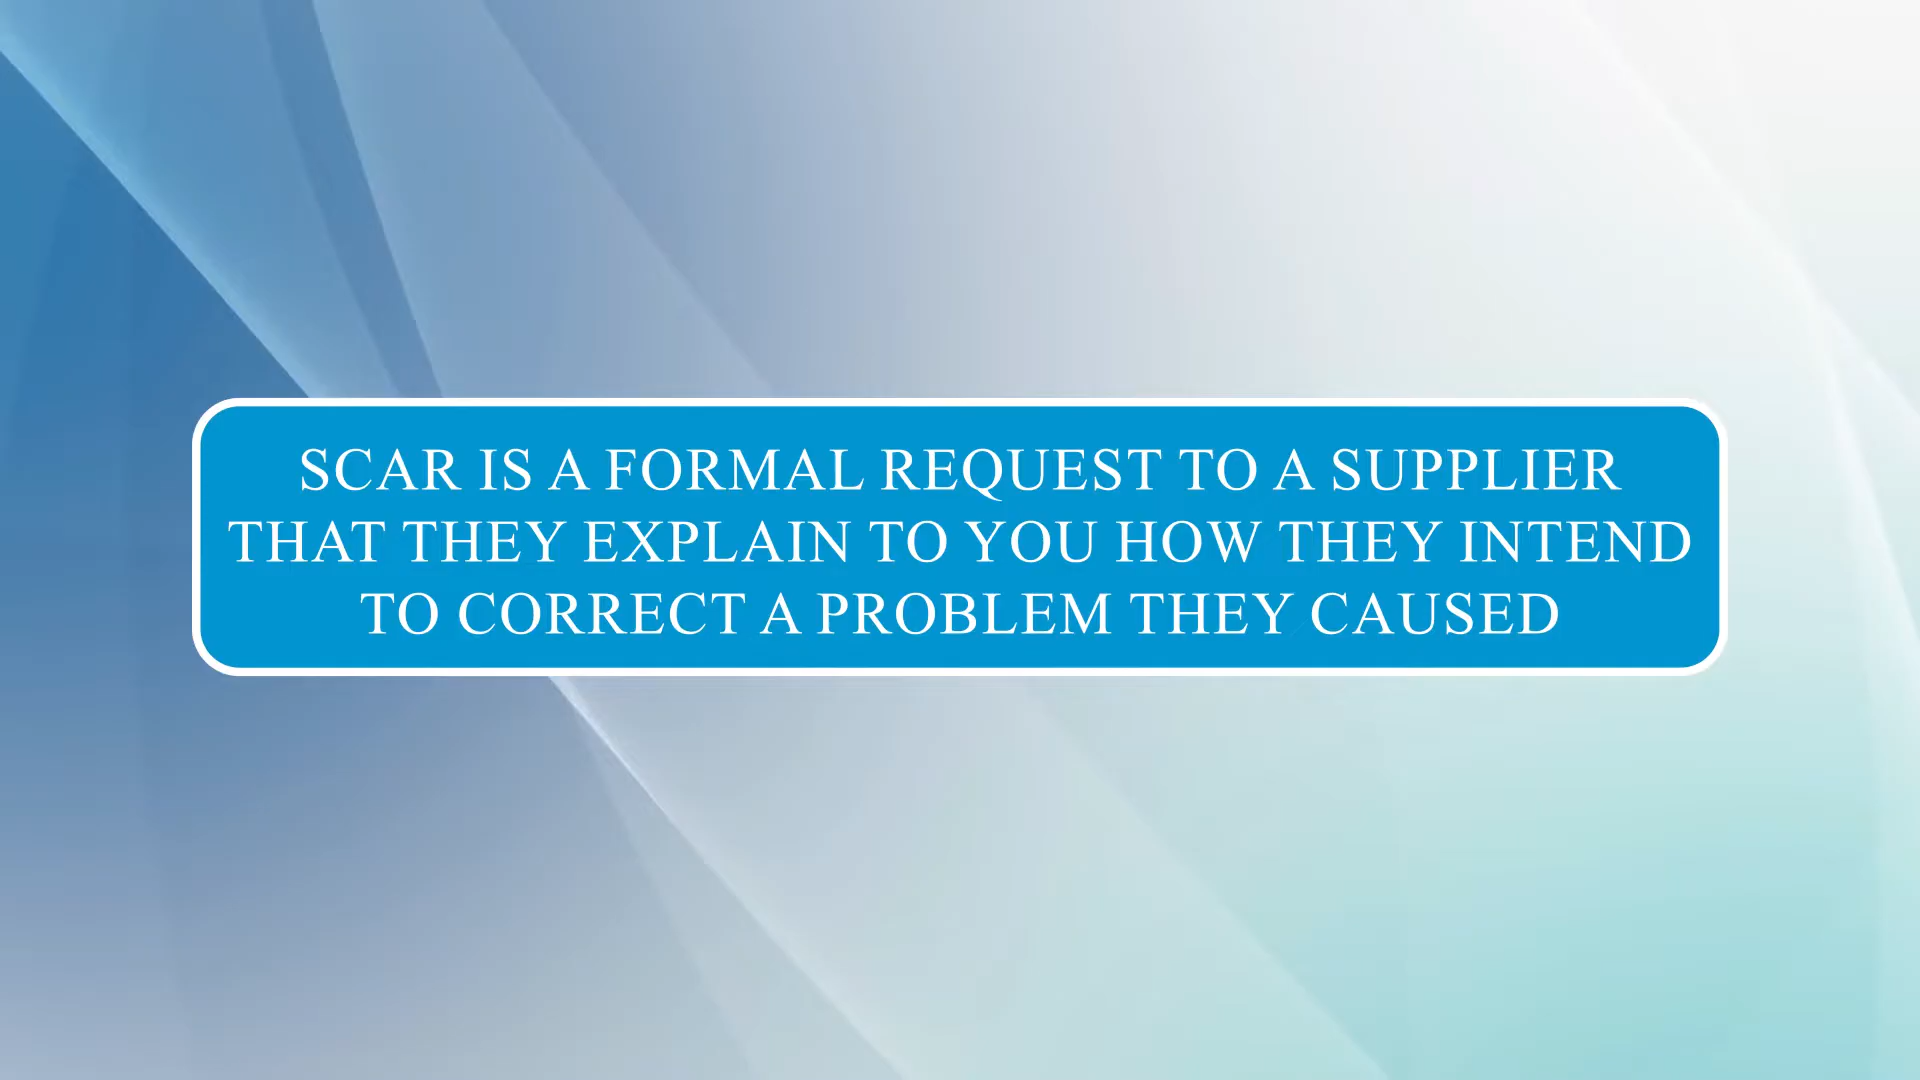 SCAR IS A FORMAL REQUEST TO A SUPPLIER
THAT THEY EXPLAIN TO YOU HOW THEY INTEND
TO CORRECT A PROBLEM THEY CAUSED